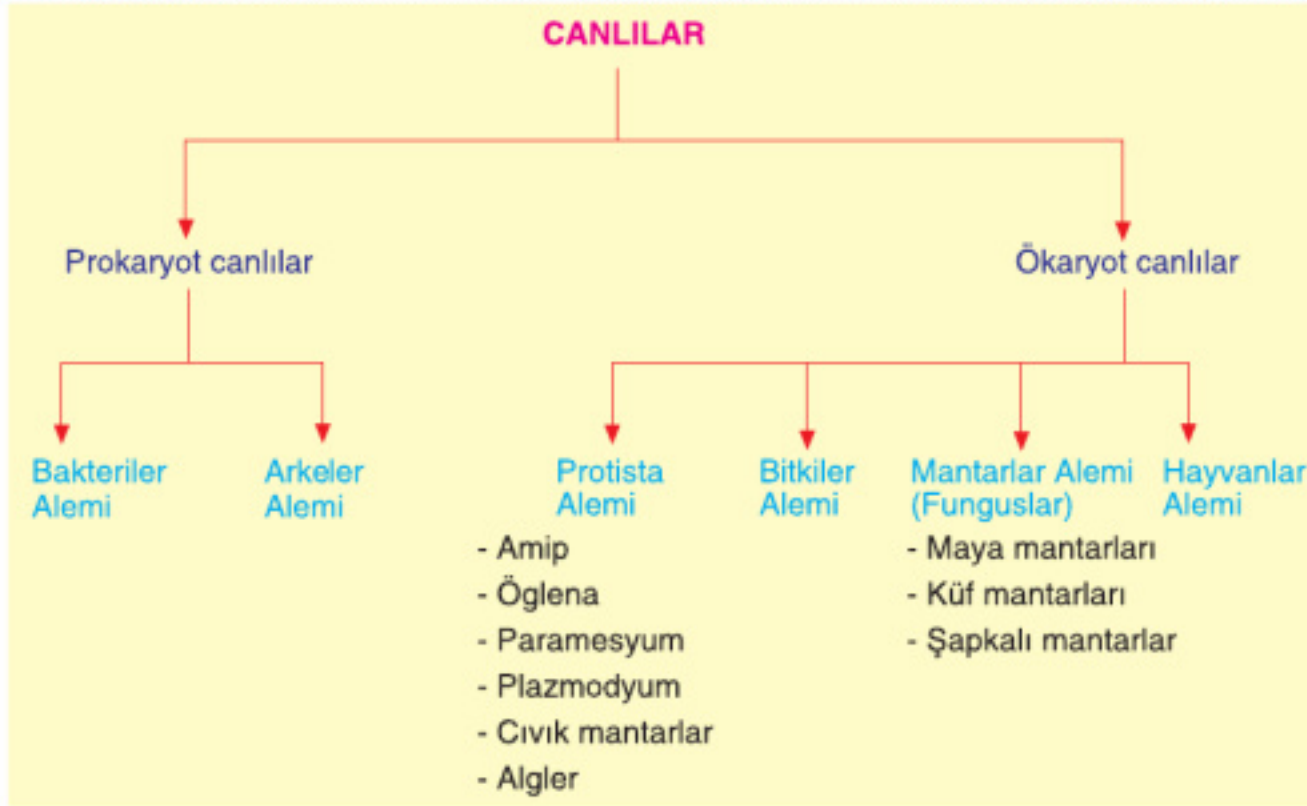 CANLILAR
Prokaryot canlılar
Ökaryot canlılar
Bakteriler
Alemi
Arkeler
Alemi
Protista
Alemi
- Amip
- Öglena
- Paramesyum
- Plazmodyum
- Cıvık mantarlar
- Algler
Bitkiler
Alemi
Mantarlar Alemi
(Funguslar)
- Maya mantarları
- Küf mantarları
- Şapkalı mantarlar
Hayvanlar
Alemi